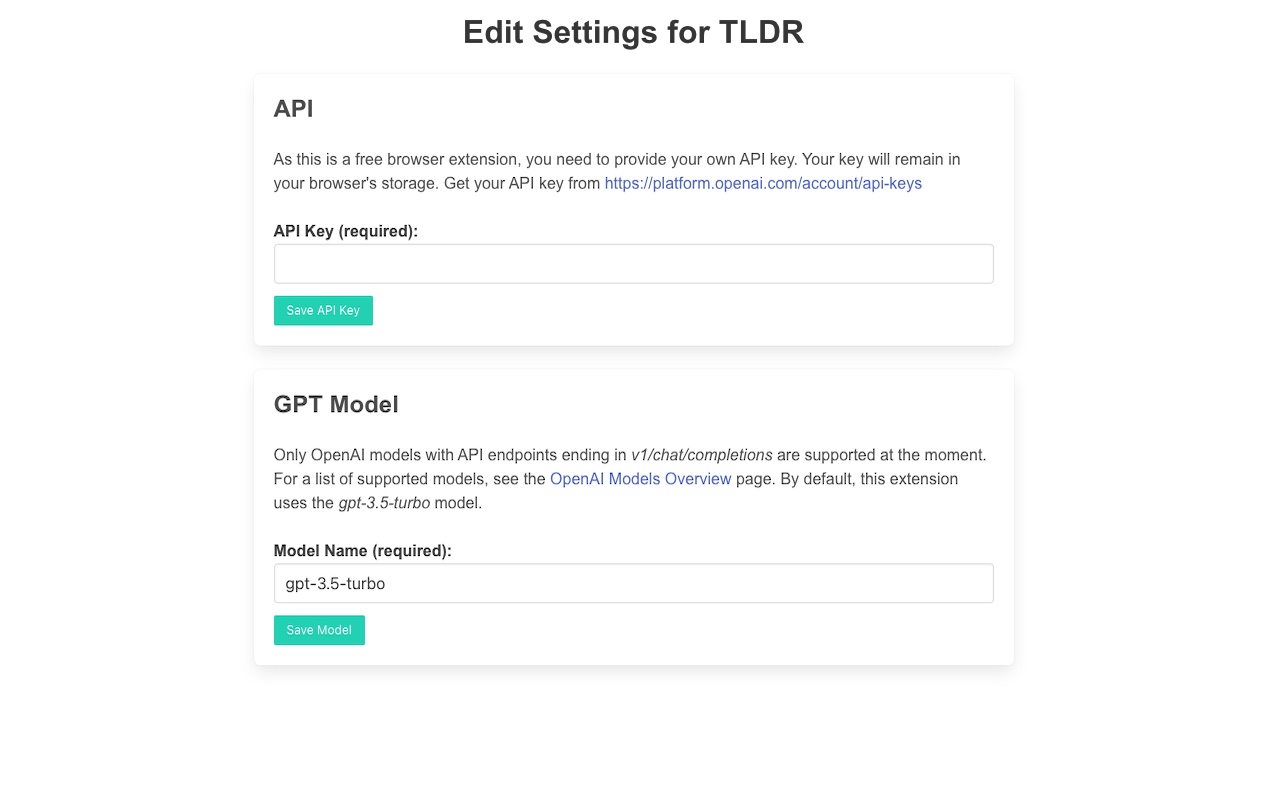 Edit Settings for TLDR
API
As this is a free browser extension, you need to provide your own API key. Your key will remain in
your browser's storage. Get your API key from https://platform.openai.com/account/api-keys
API Key (required):
Save API Key
GPT Model
Only OpenAI models with API endpoints ending in v1/chat/completions are supported at the moment.
For a list of supported models, see the OpenAI Models Overview page. By default, this extension
uses the gpt-3.5-turbo model.
Model Name (required):
gpt-3.5-turbo
Save Model